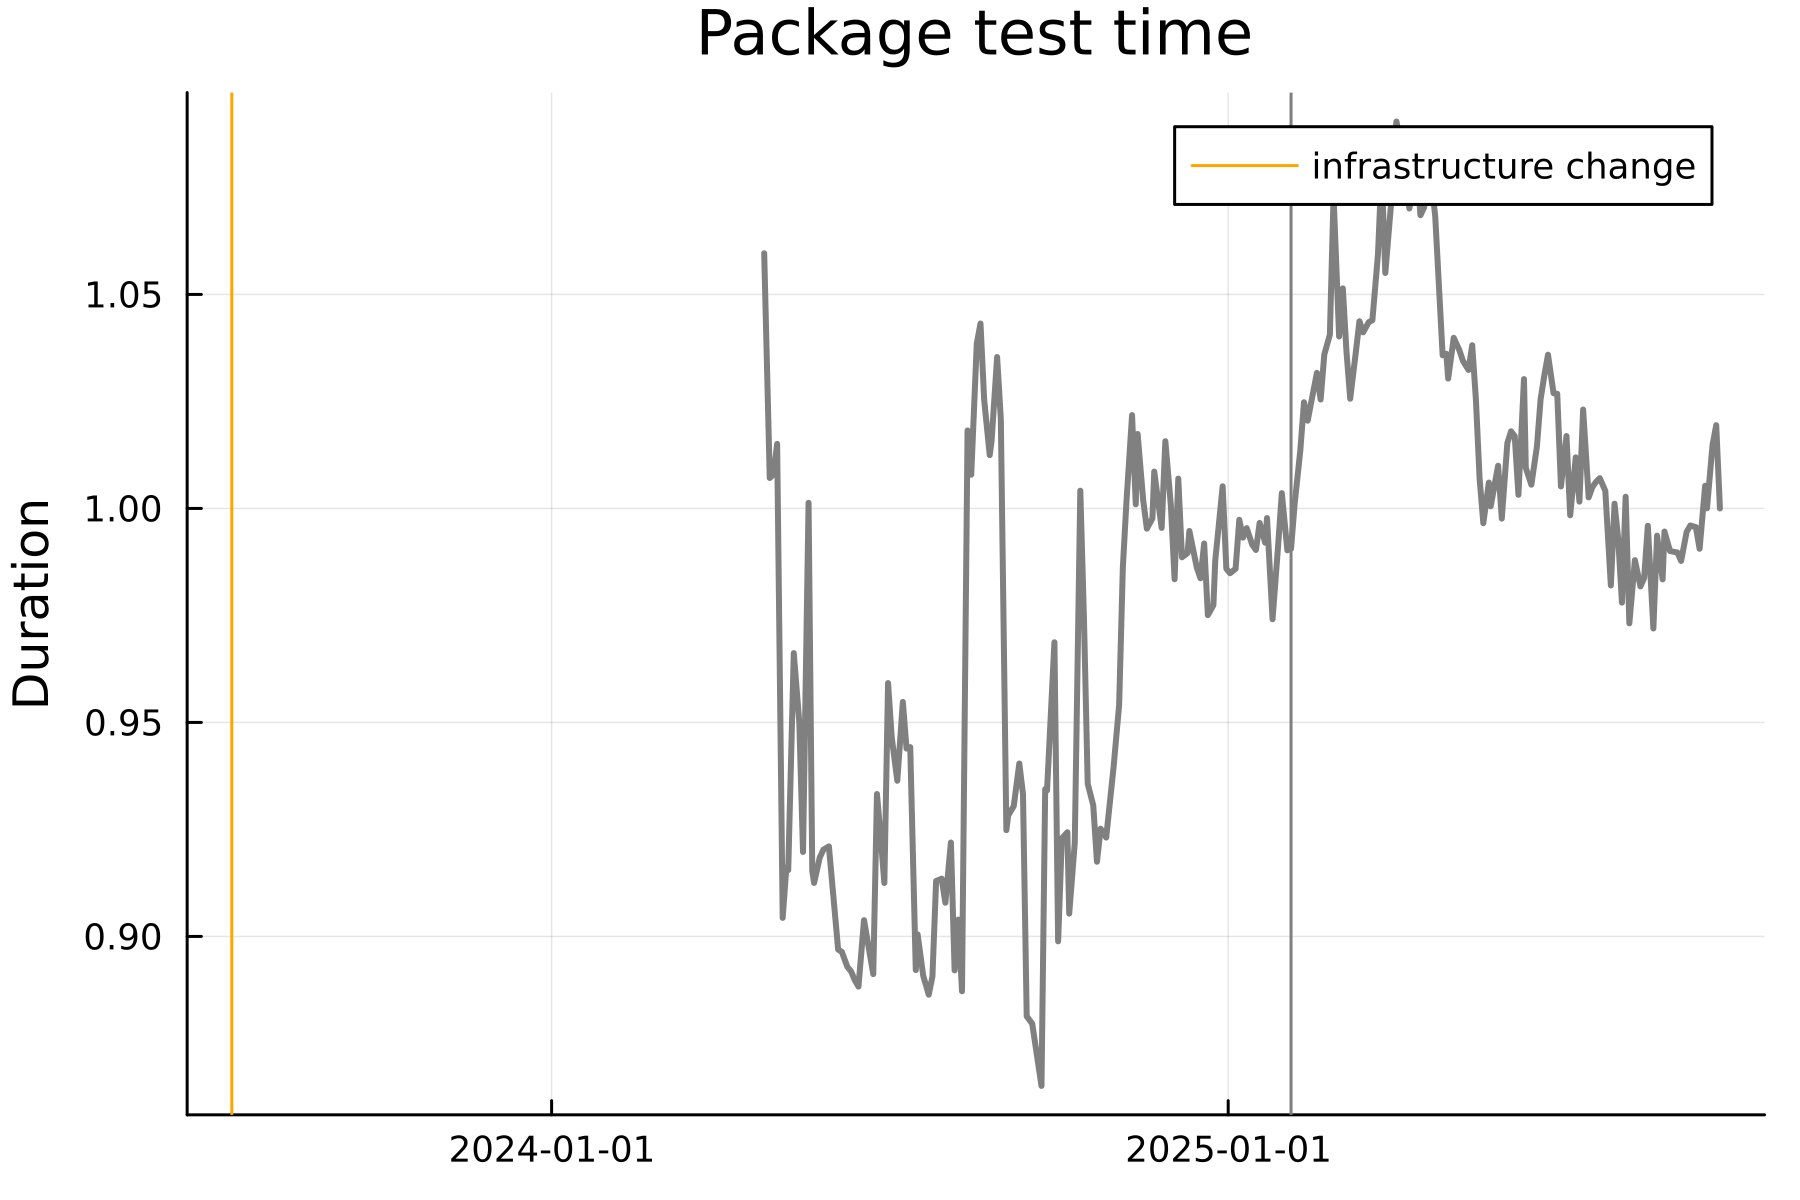 Package test time
infrastructure change
Duration
1.05
1.00
0.95
0.90
2024-01-01
2025-01-01